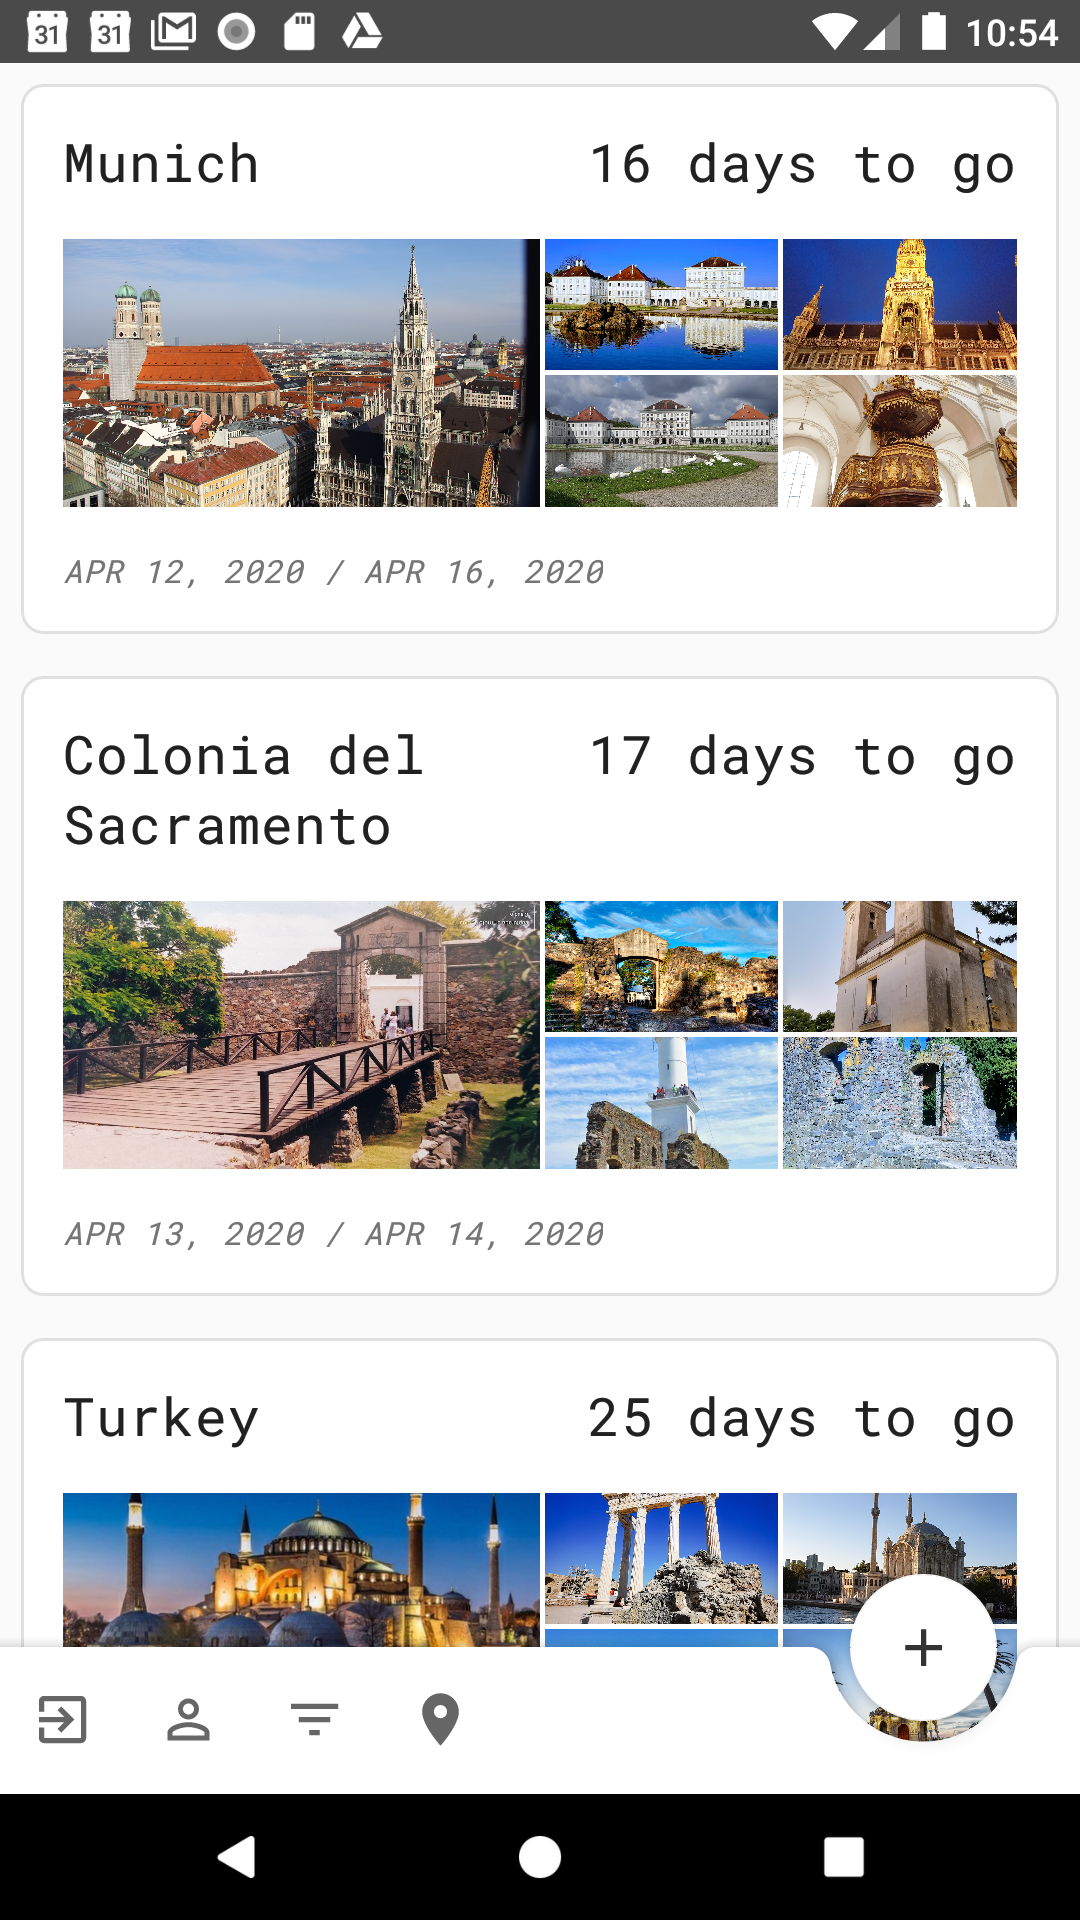 31 31 10:54
Munich 16 days to go
APR 12, 2020 / APR 16, 2020
Colonia del 17 days to go
Sacramento
APR 13, 2020 / APR 14, 2020
Turkey 25 days to go